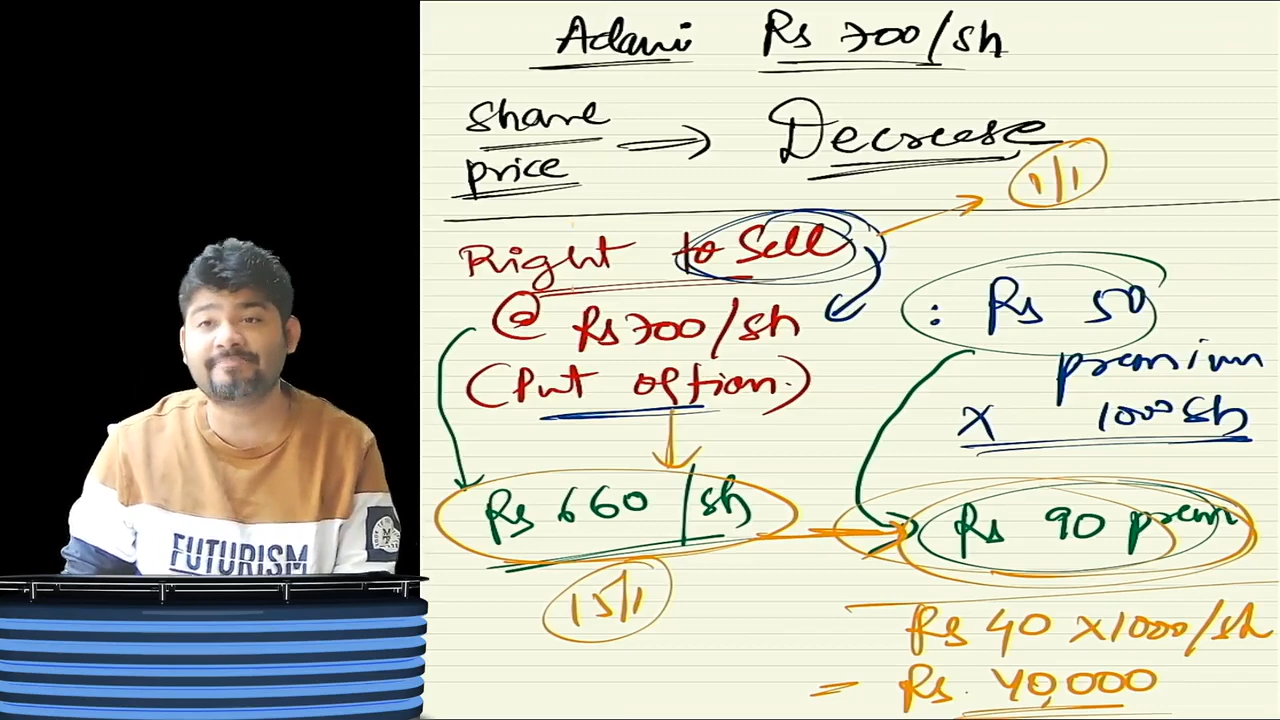 Adani Rs 700/sh
share price => Decrease
1/1
Right to Sell
@ Rs 700/sh
(Put option.)
: Rs 50
premium
x 1000 sh
Rs 660/sh
15/1
Rs 90 prem
Rs 40 x 1000/sh
= Rs. 40,000
FUTURISM